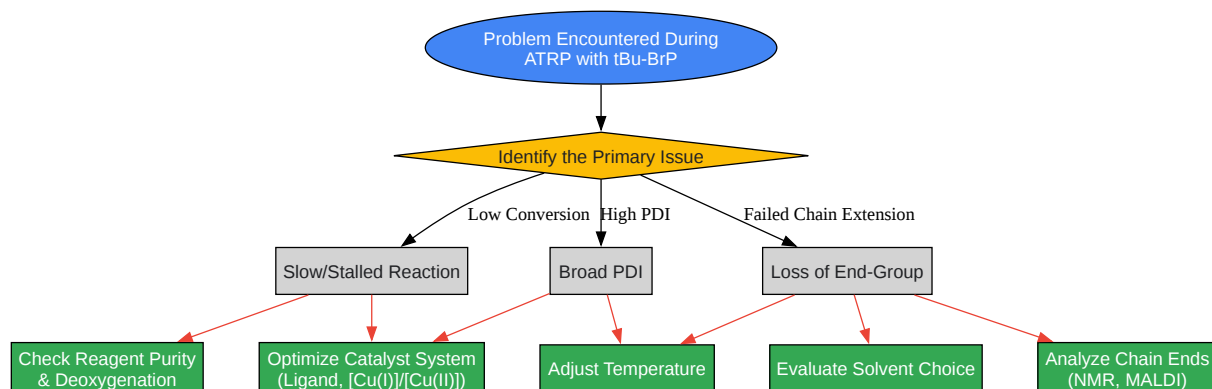 Problem Encountered During
ATRP with tBu-BrP
Identify the Primary Issue
Low Conversion
High PDI
Failed Chain Extension
Slow/Stalled Reaction
Broad PDI
Loss of End-Group
Check Reagent Purity
& Deoxygenation
Optimize Catalyst System
(Ligand, [Cu(I)]/[Cu(II)])
Adjust Temperature
Evaluate Solvent Choice
Analyze Chain Ends
(NMR, MALDI)